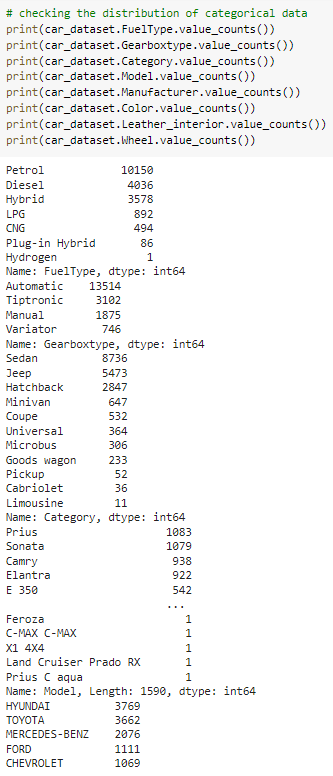 # checking the distribution of categorical data
print(car_dataset.FuelType.value_counts())
print(car_dataset.Gearboxtype.value_counts())
print(car_dataset.Category.value_counts())
print(car_dataset.Model.value_counts())
print(car_dataset.Manufacturer.value_counts())
print(car_dataset.Color.value_counts())
print(car_dataset.Leather_interior.value_counts())
print(car_dataset.Wheel.value_counts())
Petrol 10150
Diesel 4036
Hybrid 3578
LPG 892
CNG 494
Plug-in Hybrid 86
Hydrogen 1
Name: FuelType, dtype: int64
Automatic 13514
Tiptronic 3102
Manual 1875
Variator 746
Name: Gearboxtype, dtype: int64
Sedan 8736
Jeep 5473
Hatchback 2847
Minivan 647
Coupe 532
Universal 364
Microbus 306
Goods wagon 233
Pickup 52
Cabriolet 36
Limousine 11
Name: Category, dtype: int64
Prius 1083
Sonata 1079
Camry 938
Elantra 922
E 350 542
...
Feroza 1
C-MAX C-MAX 1
X1 4X4 1
Land Cruiser Prado RX 1
Prius C aqua 1
Name: Model, Length: 1590, dtype: int64
HYUNDAI 3769
TOYOTA 3662
MERCEDES-BENZ 2076
FORD 1111
CHEVROLET 1069